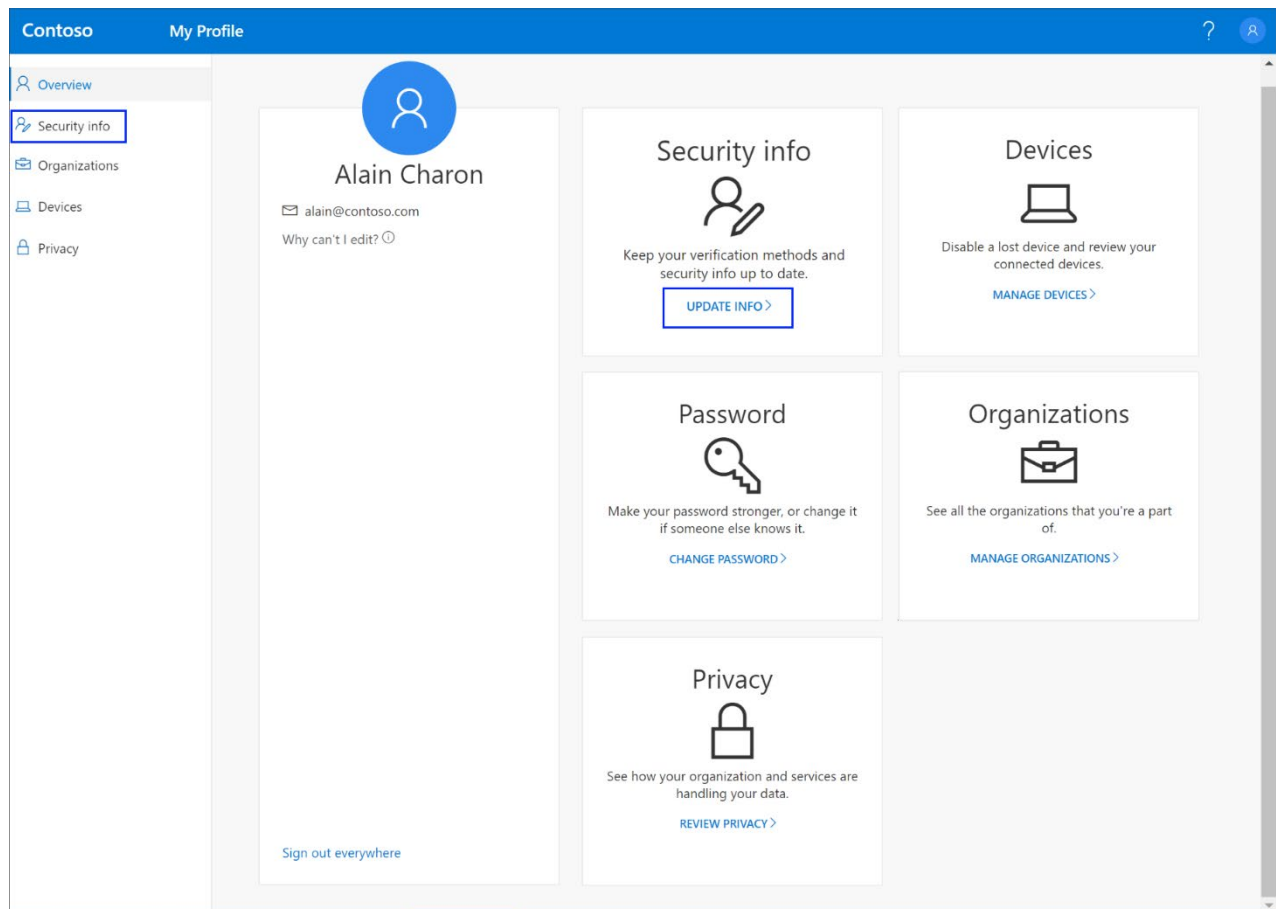 Contoso
My Profile
?
Overview
Security info
Organizations
Devices
Privacy
Alain Charon
alain@contoso.com
Why can't I edit?
Sign out everywhere
Security info
Keep your verification methods and
security info up to date.
UPDATE INFO
Devices
Disable a lost device and review your
connected devices.
MANAGE DEVICES
Password
Make your password stronger, or change it
if someone else knows it.
CHANGE PASSWORD
Organizations
See all the organizations that you're a part
of.
MANAGE ORGANIZATIONS
Privacy
See how your organization and services are
handling your data.
REVIEW PRIVACY